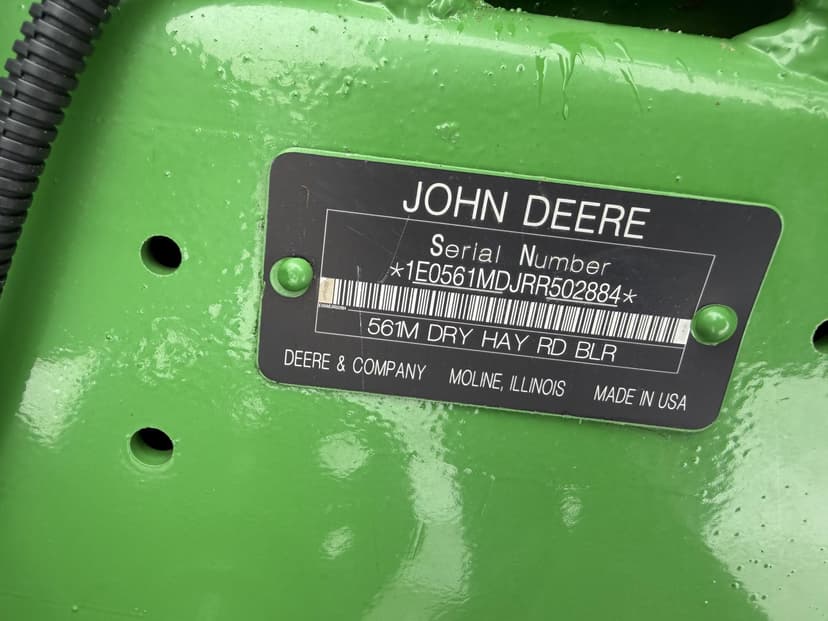 JOHN DEERE
Serial Number
*1E0561MDJRR502884*
561M DRY HAY RD BLR
DEERE & COMPANY MOLINE, ILLINOIS MADE IN USA